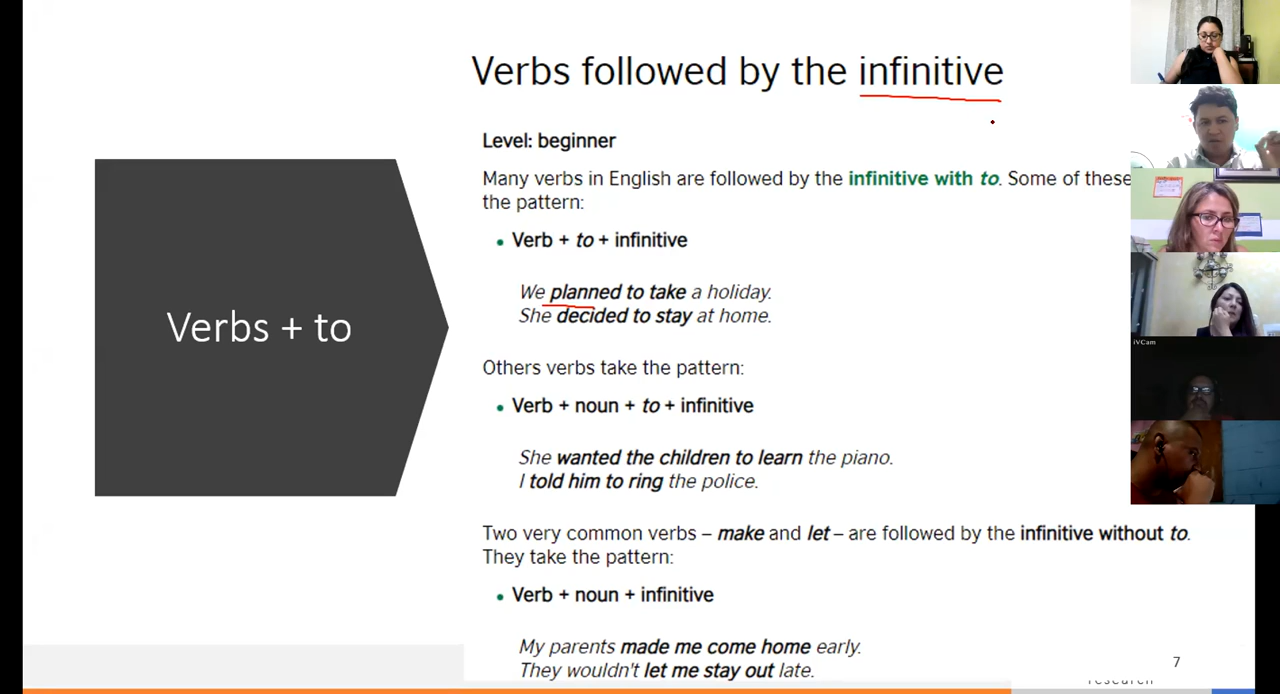 Verbs followed by the infinitive
Level: beginner
Many verbs in English are followed by the infinitive with to. Some of these
the pattern:
• Verb + to + infinitive
We planned to take a holiday.
She decided to stay at home.
Verbs + to
Others verbs take the pattern:
• Verb + noun + to + infinitive
She wanted the children to learn the piano.
I told him to ring the police.
Two very common verbs – make and let – are followed by the infinitive without to.
They take the pattern:
• Verb + noun + infinitive
My parents made me come home early.
They wouldn't let me stay out late.
7
research
iVCam